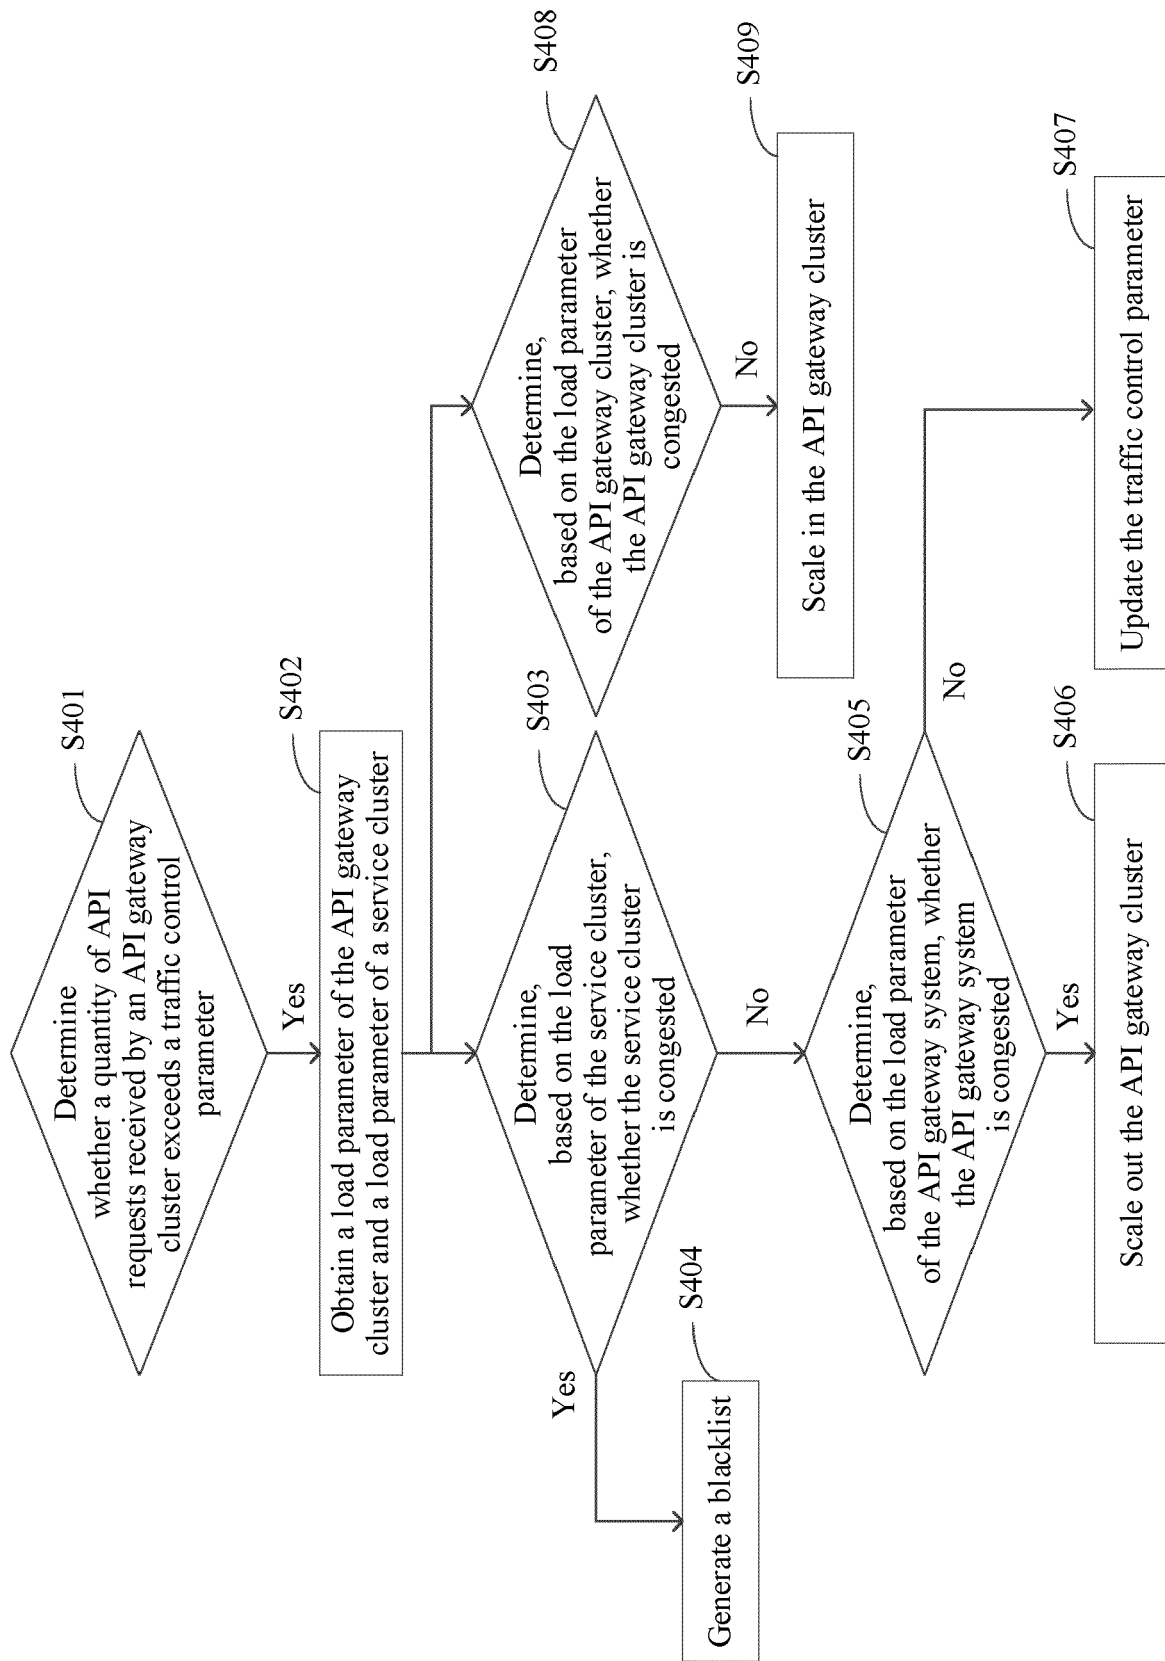 S401
Determine
whether a quantity of API
requests received by an API gateway
cluster exceeds a traffic control
parameter
Yes
S402
Obtain a load parameter of the API gateway
cluster and a load parameter of a service cluster
S403
Determine,
based on the load
parameter of the service cluster,
whether the service cluster
is congested
Yes
S404
Generate a blacklist
No
S405
Determine,
based on the load parameter
of the API gateway system, whether
the API gateway system
is congested
Yes
S406
Scale out the API gateway cluster
No
S407
Update the traffic control parameter
S408
Determine,
based on the load parameter
of the API gateway cluster, whether
the API gateway cluster is
congested
No
S409
Scale in the API gateway cluster